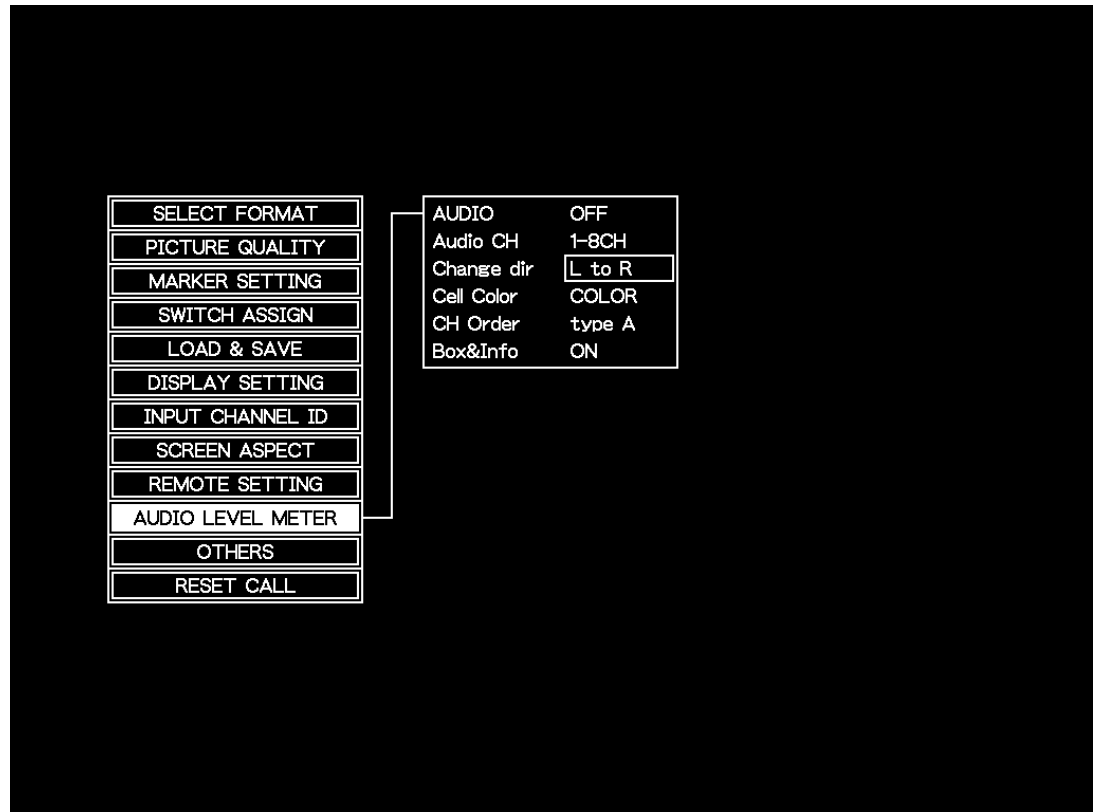 SELECT FORMAT
PICTURE QUALITY
MARKER SETTING
SWITCH ASSIGN
LOAD & SAVE
DISPLAY SETTING
INPUT CHANNEL ID
SCREEN ASPECT
REMOTE SETTING
AUDIO LEVEL METER
OTHERS
RESET CALL
AUDIO OFF
Audio CH 1-8CH
Change dir L to R
Cell Color COLOR
CH Order type A
Box&Info ON